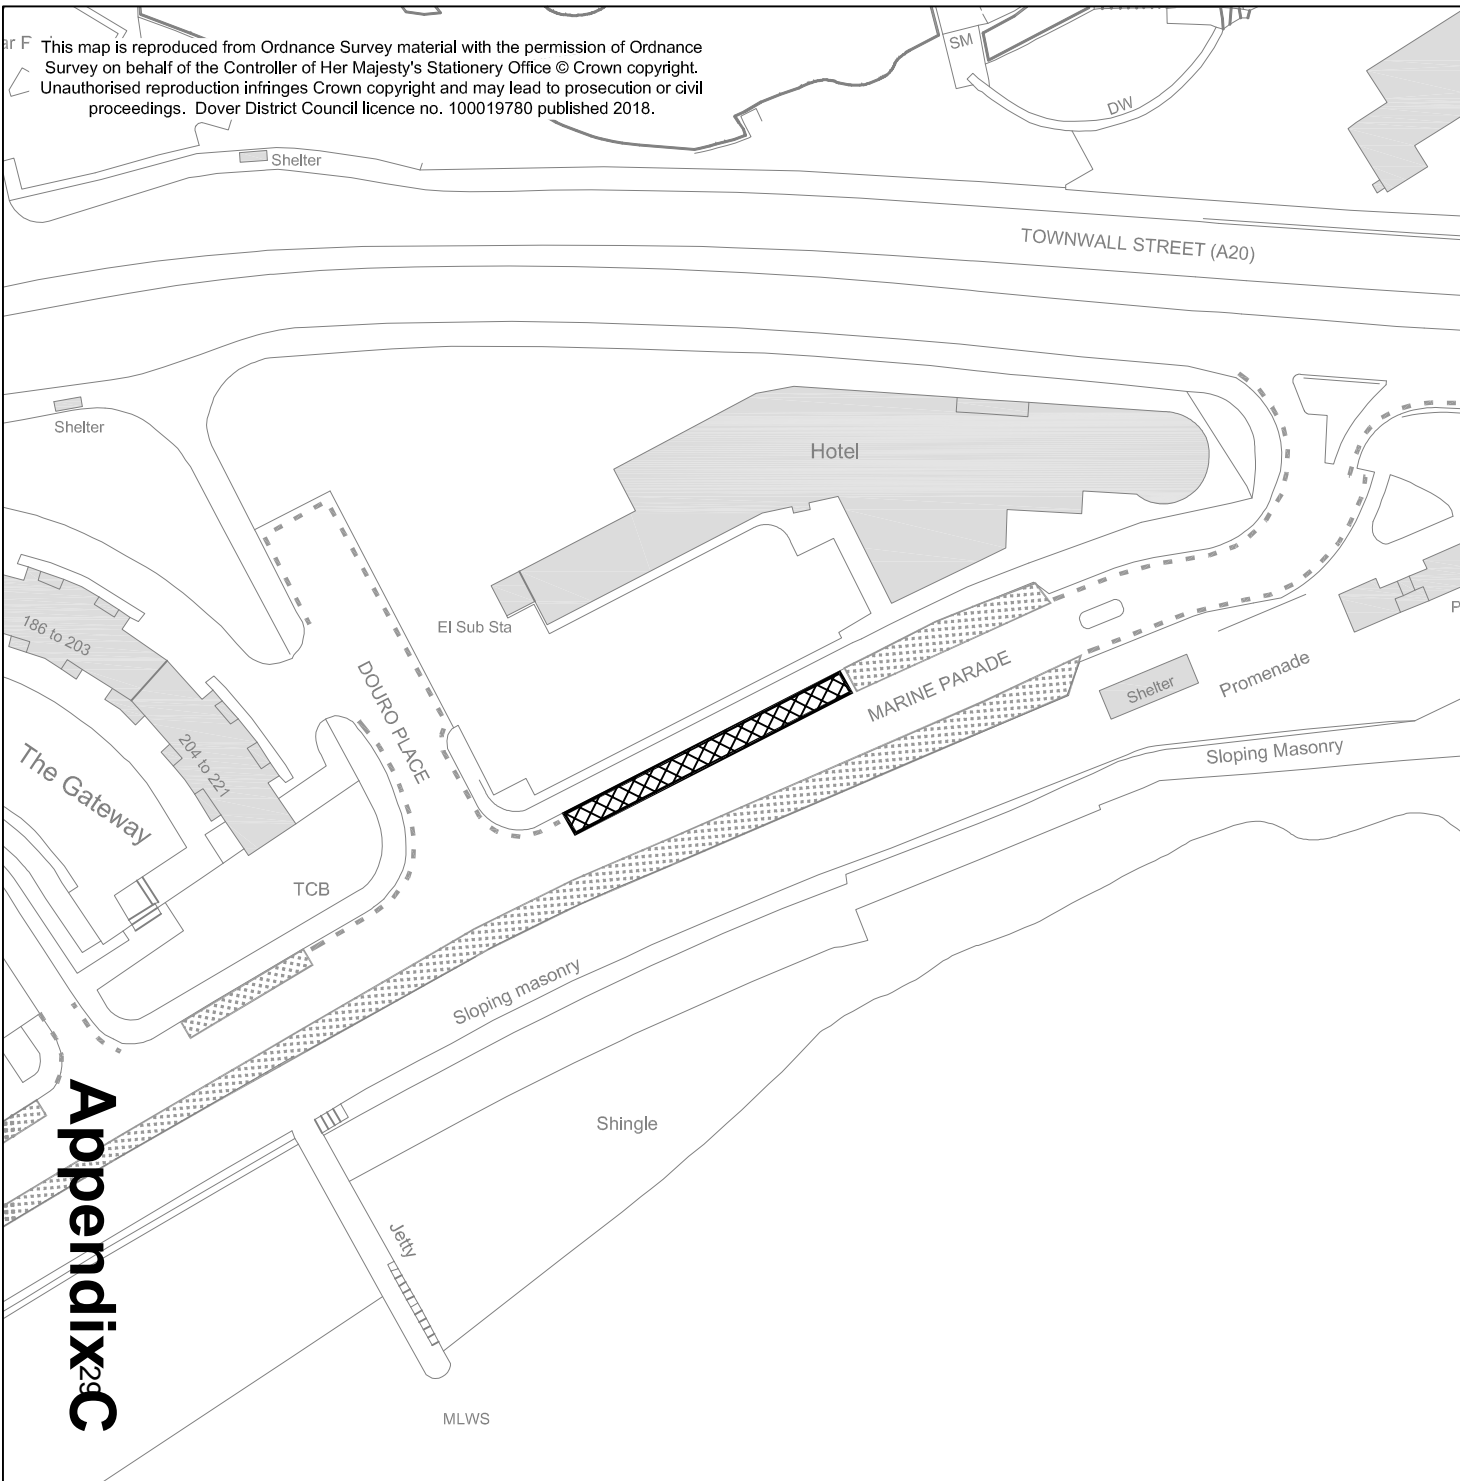 This map is reproduced from Ordnance Survey material with the permission of Ordnance
Survey on behalf of the Controller of Her Majesty's Stationery Office © Crown copyright.
Unauthorised reproduction infringes Crown copyright and may lead to prosecution or civil
proceedings. Dover District Council licence no. 100019780 published 2018.
SM
DW
Shelter
TOWNWALL STREET (A20)
Shelter
Hotel
El Sub Sta
186 to 203
204 to 221
The Gateway
DOURO PLACE
MARINE PARADE
Shelter
Promenade
P
Sloping Masonry
TCB
Sloping masonry
Shingle
Jetty
MLWS
Appendix C
29